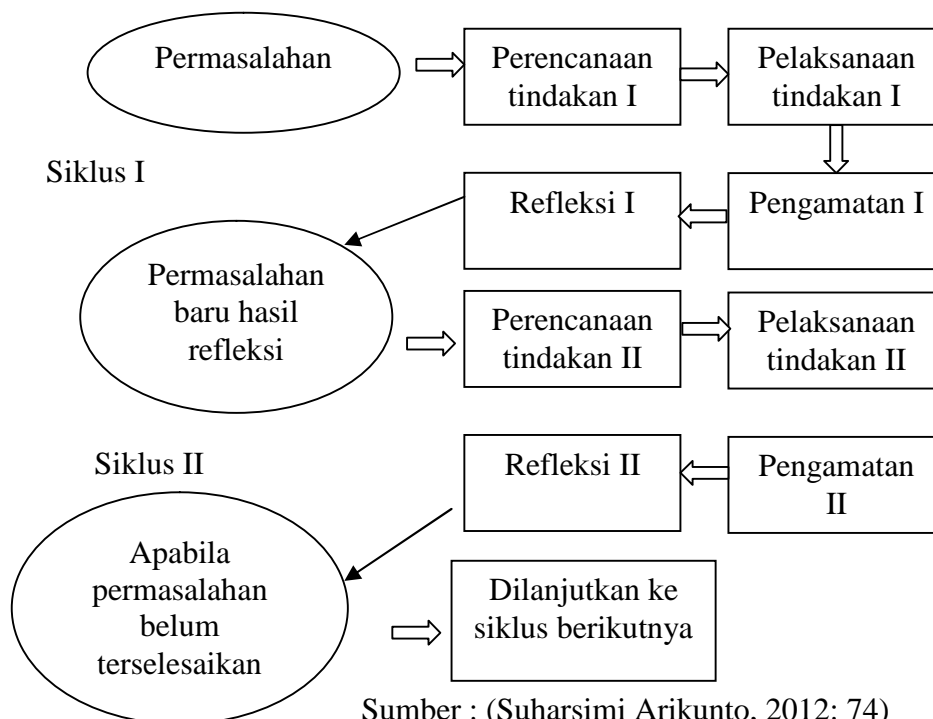 Permasalahan
Perencanaan
tindakan I
Pelaksanaan
tindakan I
Siklus I
Refleksi I
Pengamatan I
Permasalahan
baru hasil
refleksi
Perencanaan
tindakan II
Pelaksanaan
tindakan II
Siklus II
Refleksi II
Pengamatan
II
Apabila
permasalahan
belum
terselesaikan
Dilanjutkan ke
siklus berikutnya
Sumber : (Suharsimi Arikunto, 2012: 74)